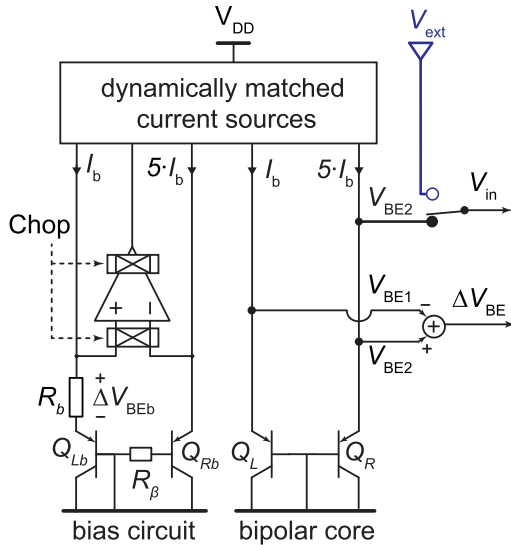 V_DD
V_ext
dynamically matched
current sources
I_b
5·I_b
I_b
5·I_b
V_BE2
V_in
Chop
+ −
V_BE1
−
ΔV_BE
+
V_BE2
+
R_b
+
ΔV_BEb
−
Q_Lb
R_β
Q_Rb
Q_L
Q_R
bias circuit
bipolar core